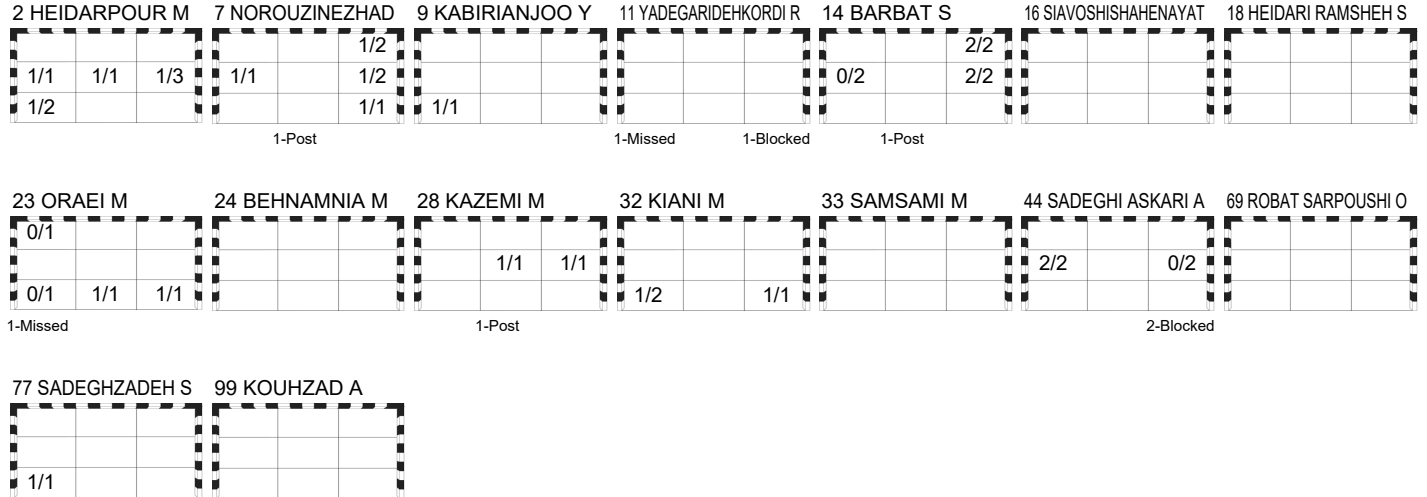 2 HEIDARPOUR M 7 NOROUZINEZHAD 9 KABIRIANJOO Y 11 YADEGARIDEHKORDI R 14 BARBAT S 16 SIAVOSHISHAHENAYAT 18 HEIDARI RAMSHEH S
1/2 2/2
1/1 1/1 1/3 1/1 1/2 0/2 2/2
1/2 1/1 1/1
1-Post 1-Missed 1-Blocked 1-Post
23 ORAEI M 24 BEHNAMNIA M 28 KAZEMI M 32 KIANI M 33 SAMSAMI M 44 SADEGHI ASKARI A 69 ROBAT SARPOUSHI O
0/1
1/1 1/1 2/2 0/2
0/1 1/1 1/1 1/2 1/1
1-Missed 1-Post 2-Blocked
77 SADEGHZADEH S 99 KOUHZAD A
1/1